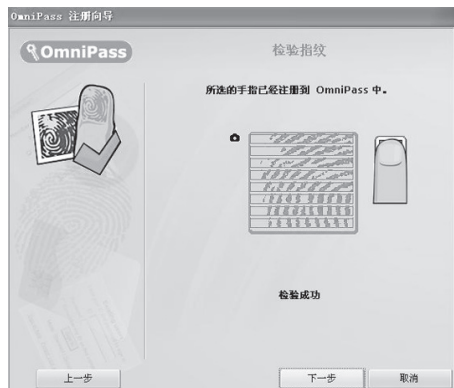 OmniPass 注册向导
OmniPass
检验指纹
所选的手指已经注册到 OmniPass 中。
检验成功
上一步
下一步
取消